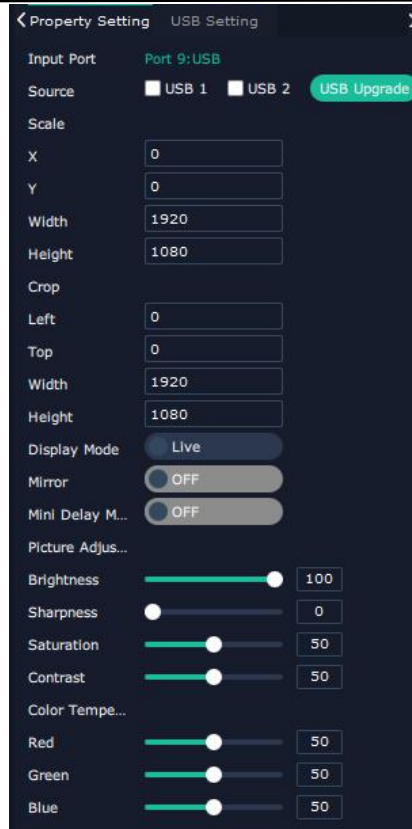 Property Setting USB Setting
Input Port Port 9:USB
Source USB 1 USB 2 USB Upgrade
Scale
X 0
Y 0
Width 1920
Height 1080
Crop
Left 0
Top 0
Width 1920
Height 1080
Display Mode Live
Mirror OFF
Mini Delay M... OFF
Picture Adjus...
Brightness 100
Sharpness 0
Saturation 50
Contrast 50
Color Tempe...
Red 50
Green 50
Blue 50